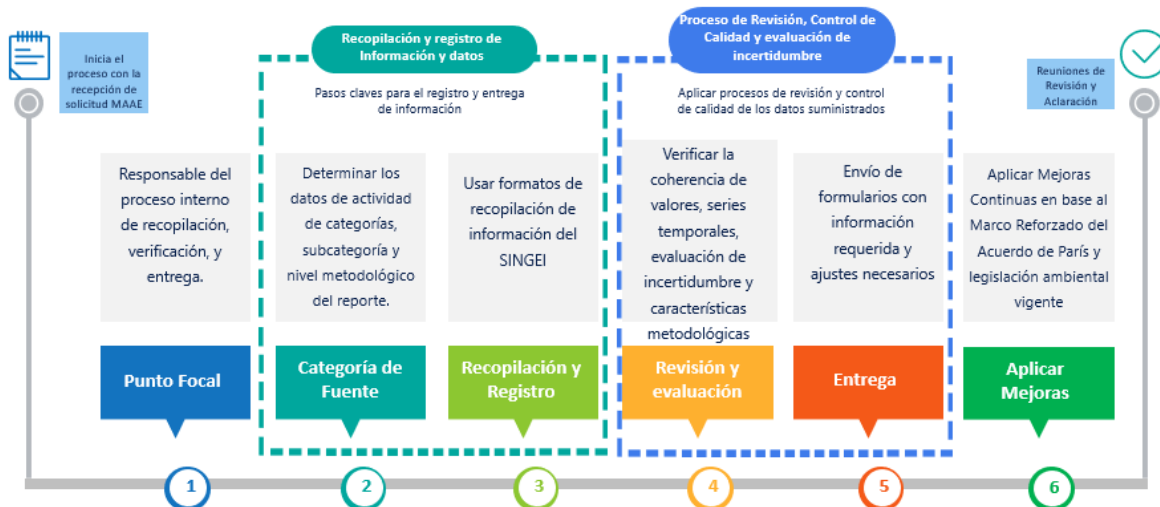 Inicia el
proceso con la
recepción de
solicitud MAAE
Recopilación y registro de
Información y datos
Pasos claves para el registro y entrega
de información
Proceso de Revisión, Control de
Calidad y evaluación de
incertidumbre
Aplicar procesos de revisión y control
de calidad de los datos suministrados
Reuniones de
Revisión y
Aclaración
Responsable del
proceso interno
de recopilación,
verificación, y
entrega.
Determinar los
datos de actividad
de categorías,
subcategoría y
nivel metodológico
del reporte.
Usar formatos de
recopilación de
información del
SINGEI
Verificar la
coherencia de
valores, series
temporales,
evaluación de
incertidumbre y
características
metodológicas
Envío de
formularios con
información
requerida y
ajustes necesarios
Aplicar Mejoras
Continuas en base al
Marco Reforzado del
Acuerdo de París y
legislación ambiental
vigente
Punto Focal
Categoría de
Fuente
Recopilación y
Registro
Revisión y
evaluación
Entrega
Aplicar
Mejoras
1
2
3
4
5
6